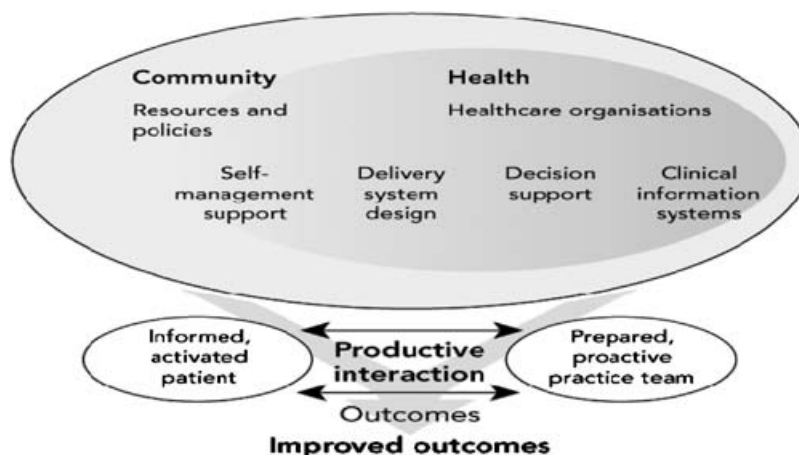 Community
Resources and
policies
Health
Healthcare organisations
Self-
management
support
Delivery
system
design
Decision
support
Clinical
information
systems
Informed,
activated
patient
Productive
interaction
Prepared,
proactive
practice team
Outcomes
Improved outcomes